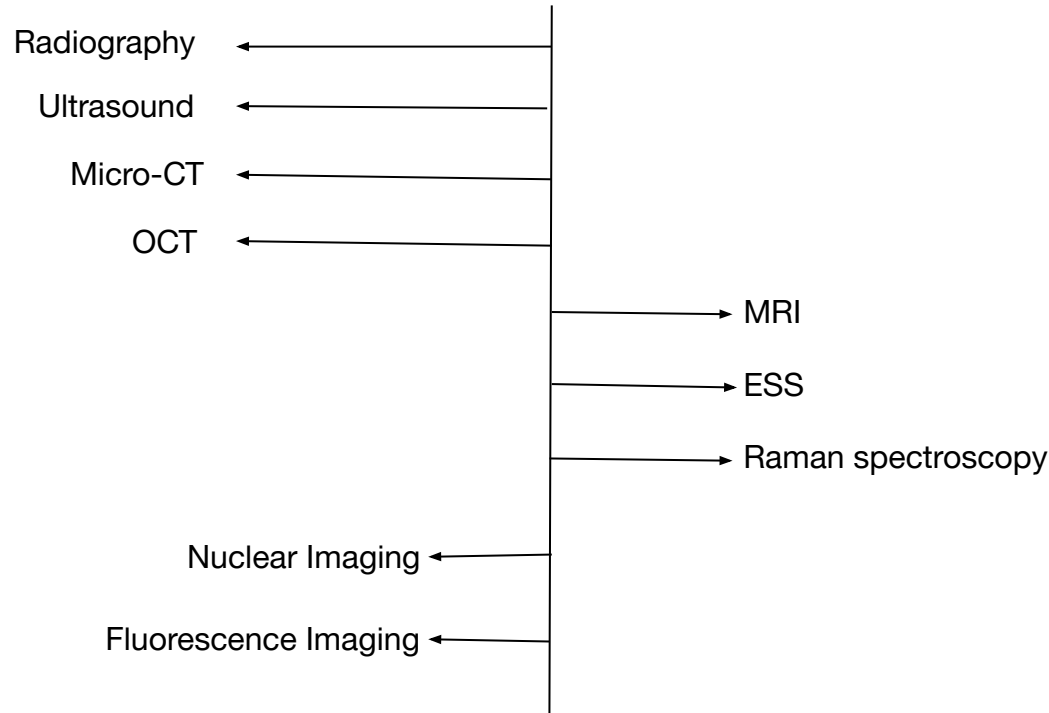 Radiography
Ultrasound
Micro-CT
OCT
MRI
ESS
Raman spectroscopy
Nuclear Imaging
Fluorescence Imaging